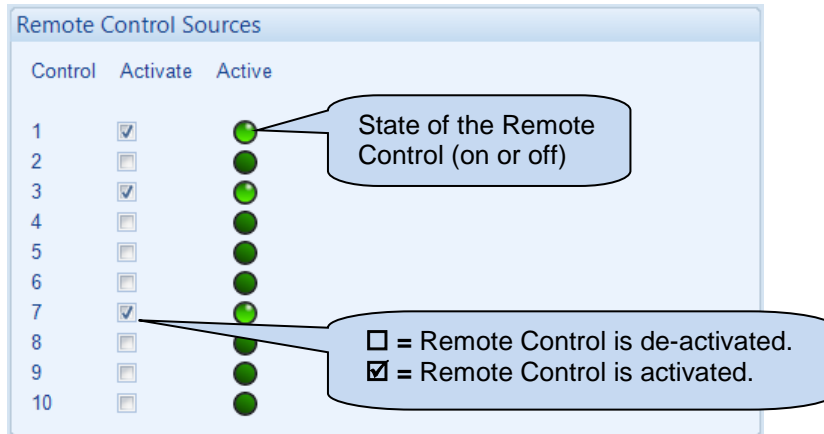 Remote Control Sources
Control Activate Active
1
State of the Remote
Control (on or off)
2
3
4
5
6
7
☐ = Remote Control is de-activated.
☑ = Remote Control is activated.
8
9
10